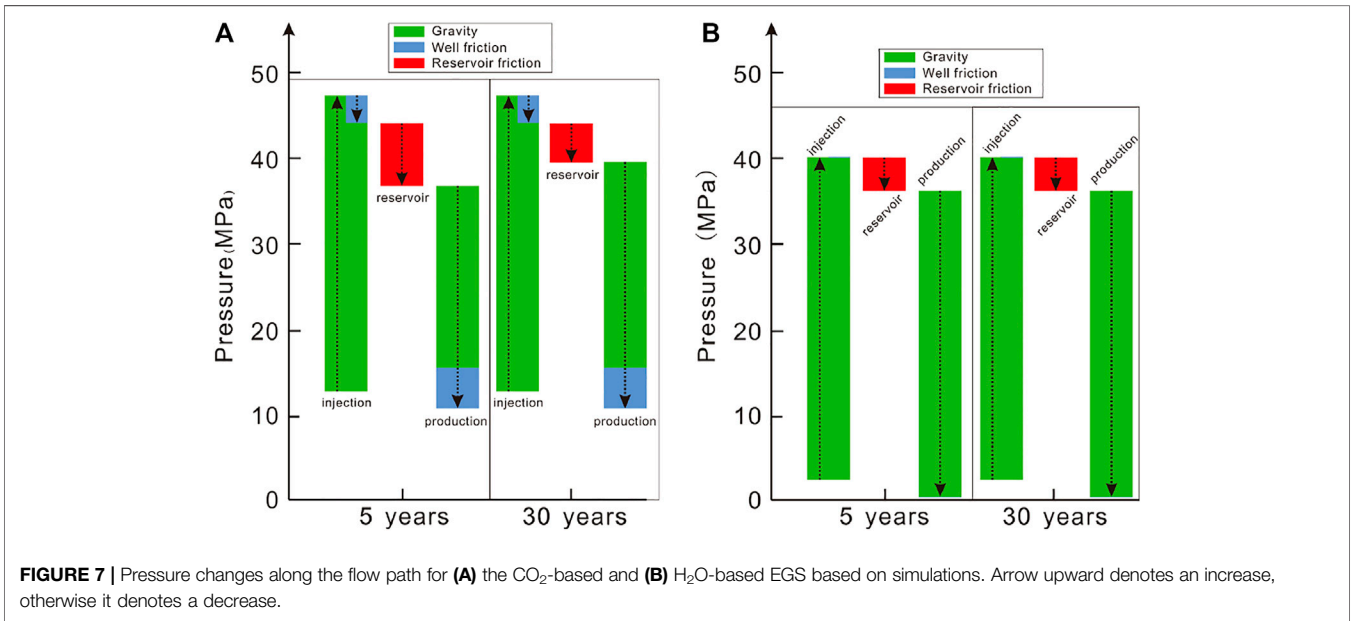 A
Gravity
Well friction
Reservoir friction
Pressure(MPa)
50
40
30
20
10
0
injection
reservoir
production
injection
reservoir
production
5 years
30 years
B
Gravity
Well friction
Reservoir friction
Pressure (MPa)
50
40
30
20
10
0
injection
reservoir
production
injection
reservoir
production
5 years
30 years
FIGURE 7 | Pressure changes along the flow path for (A) the CO₂-based and (B) H₂O-based EGS based on simulations. Arrow upward denotes an increase,
otherwise it denotes a decrease.